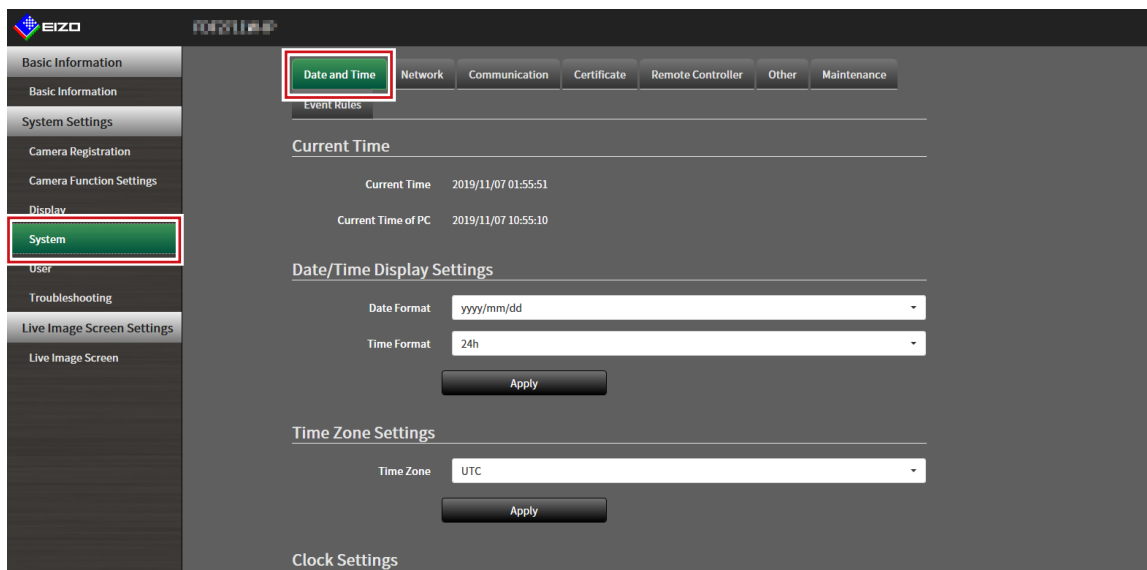 EIZO
Basic Information
Basic Information
System Settings
Camera Registration
Camera Function Settings
Display
System
User
Troubleshooting
Live Image Screen Settings
Live Image Screen
Date and Time Network Communication Certificate Remote Controller Other Maintenance
Event Rules
Current Time
Current Time 2019/11/07 01:55:51
Current Time of PC 2019/11/07 10:55:10
Date/Time Display Settings
Date Format yyyy/mm/dd
Time Format 24h
Apply
Time Zone Settings
Time Zone UTC
Apply
Clock Settings